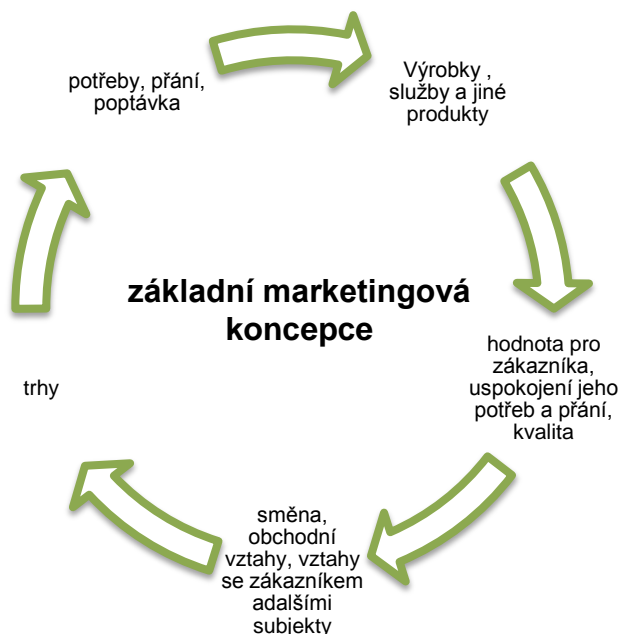 potřeby, přání,
poptávka
Výrobky ,
služby a jiné
produkty
základní marketingová
koncepce
hodnota pro
zákazníka,
uspokojení jeho
potřeb a přání,
kvalita
směna,
obchodní
vztahy, vztahy
se zákazníkem
adalšími
subjekty
trhy